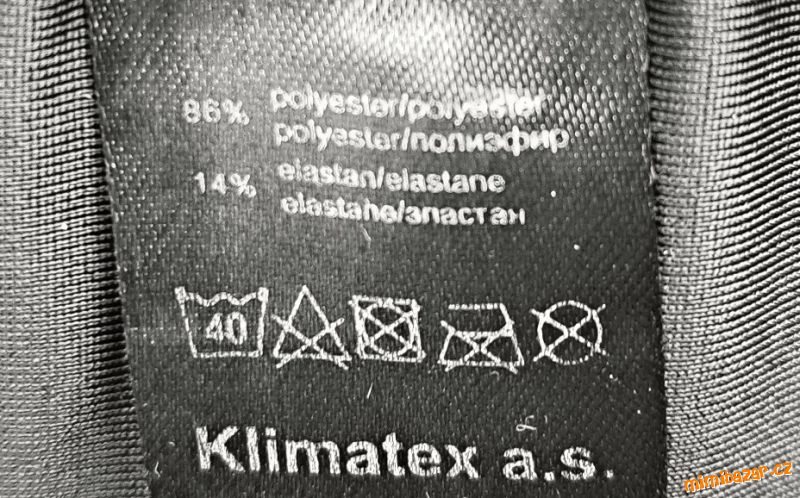 86% polyester/polyester
polyester/полиэфир
14% elastan/elastane
elastane/эластан
40
Klimatex a.s.
mimibazar.cz